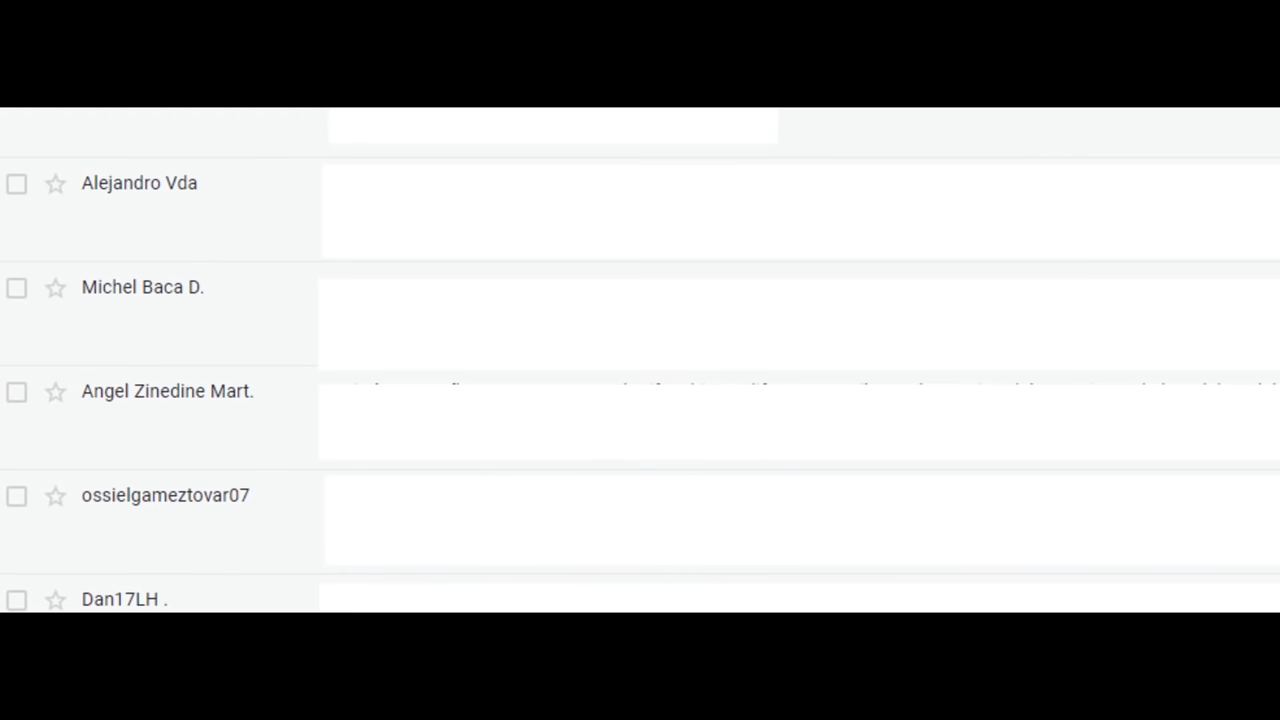 Alejandro Vda
Michel Baca D.
Angel Zinedine Mart.
ossielgameztovar07
Dan17LH .